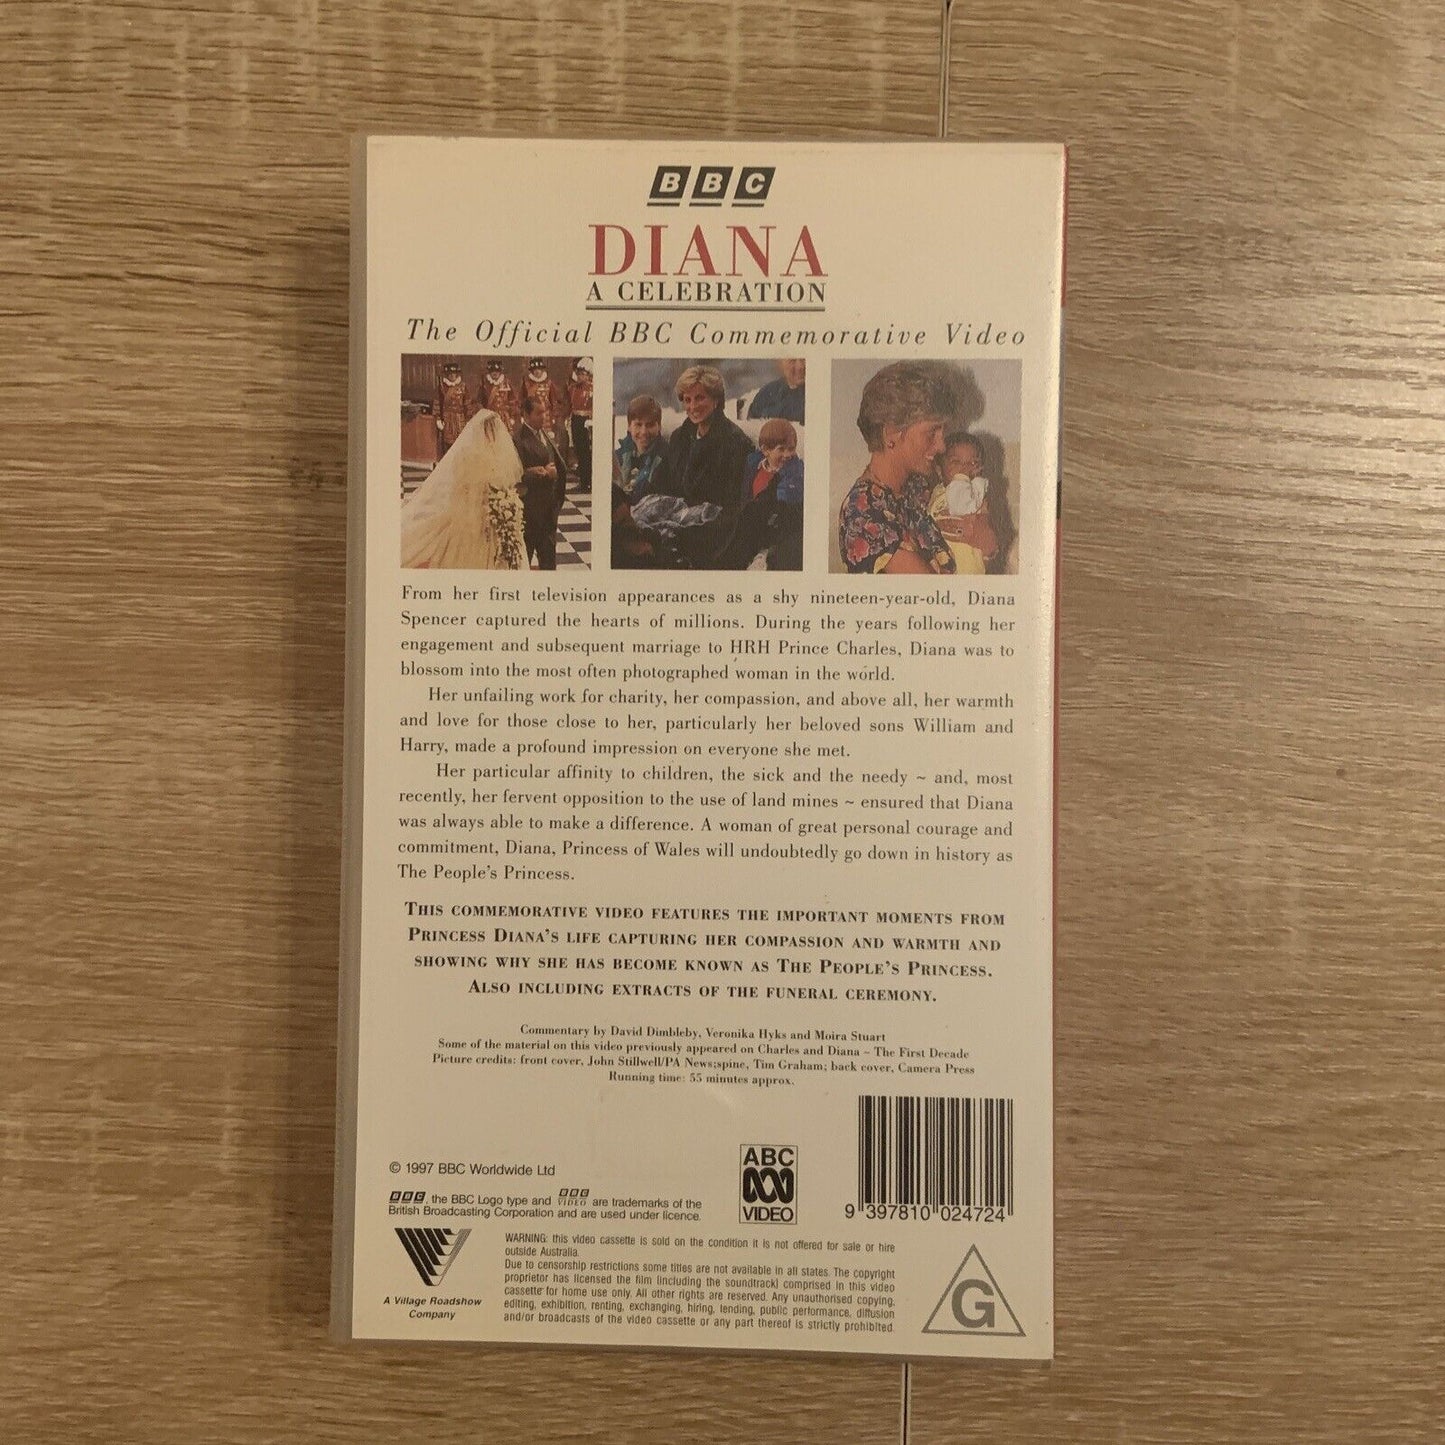 BBC
DIANA
A CELEBRATION
The Official BBC Commemorative Video
From her first television appearances as a shy nineteen-year-old, Diana
Spencer captured the hearts of millions. During the years following her
engagement and subsequent marriage to HRH Prince Charles, Diana was to
blossom into the most often photographed woman in the world.
Her unfailing work for charity, her compassion, and above all, her warmth
and love for those close to her, particularly her beloved sons William and
Harry, made a profound impression on everyone she met.
Her particular affinity to children, the sick and the needy ~ and, most
recently, her fervent opposition to the use of land mines ~ ensured that Diana
was always able to make a difference. A woman of great personal courage and
commitment, Diana, Princess of Wales will undoubtedly go down in history as
The People's Princess.
THIS COMMEMORATIVE VIDEO FEATURES THE IMPORTANT MOMENTS FROM
PRINCESS DIANA'S LIFE CAPTURING HER COMPASSION AND WARMTH AND
SHOWING WHY SHE HAS BECOME KNOWN AS THE PEOPLE'S PRINCESS.
ALSO INCLUDING EXTRACTS OF THE FUNERAL CEREMONY.
Commentary by David Dimbleby, Veronika Hyks and Moira Stuart
Some of the material on this video previously appeared on Charles and Diana ~ The First Decade
Picture credits: front cover, John Stillwell/PA News;spine, Tim Graham; back cover, Camera Press
Running time: 55 minutes approx.
© 1997 BBC Worldwide Ltd
BBC, the BBC Logo type and BBC VIDEO are trademarks of the
British Broadcasting Corporation and are used under licence.
ABC
VIDEO
9 397810 024724
A Village Roadshow
Company
WARNING: this video cassette is sold on the condition it is not offered for sale or hire
outside Australia.
Due to censorship restrictions some titles are not available in all states. The copyright
proprietor has licensed the film (including the soundtrack) comprised in this video
cassette for home use only. All other rights are reserved. Any unauthorised copying,
editing, exhibition, renting, exchanging, hiring, lending, public performance, diffusion
and/or broadcasts of the video cassette or any part thereof is strictly prohibited.
G